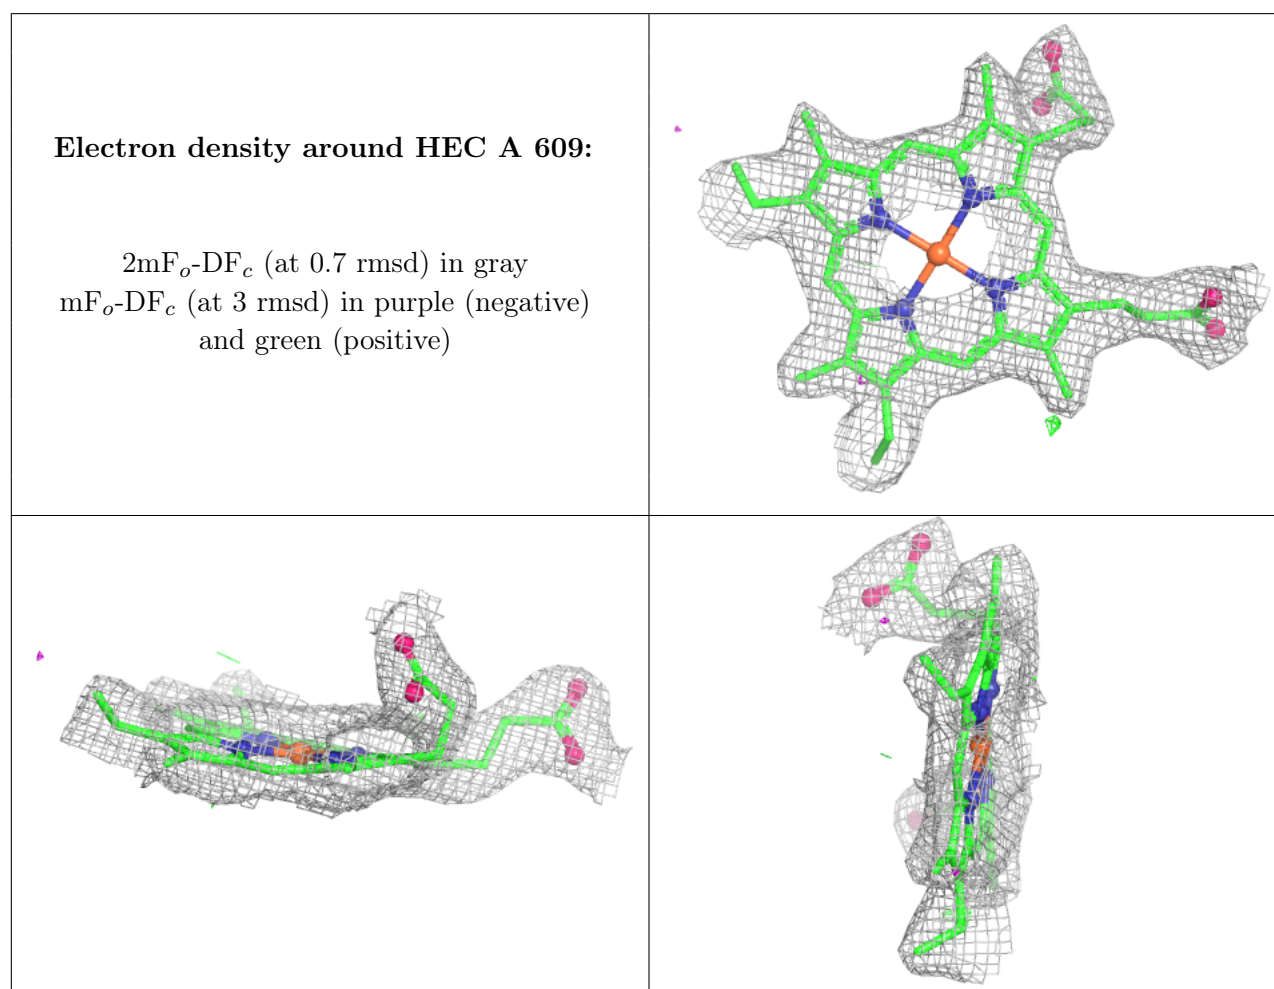 Electron density around HEC A 609:
2mFo-DFc (at 0.7 rmsd) in gray
mFo-DFc (at 3 rmsd) in purple (negative)
and green (positive)